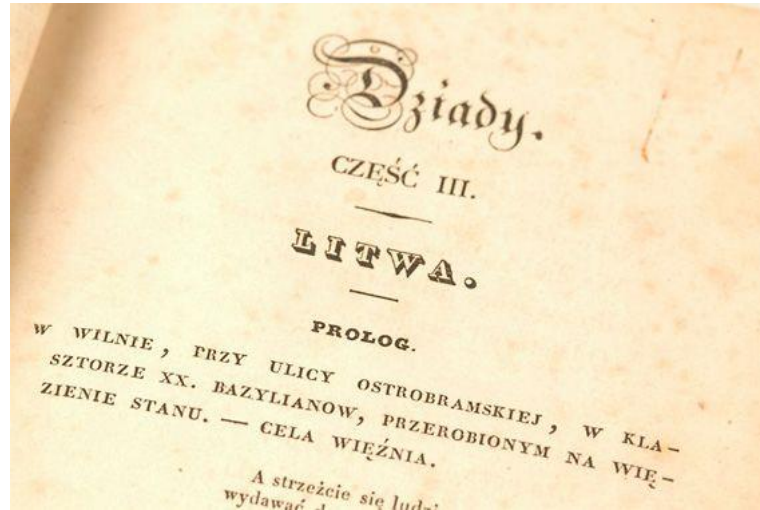 Dziady.
CZĘŚĆ III.
LITWA.
PROLOG.
W WILNIE, PRZY ULICY OSTROBRAMSKIEJ, W KLA-
SZTORZE XX. BAZYLIANOW, PRZEROBIONYM NA WIĘ-
ZIENIE STANU. — CELA WIĘŹNIA.
A strzeżcie się
wydawać